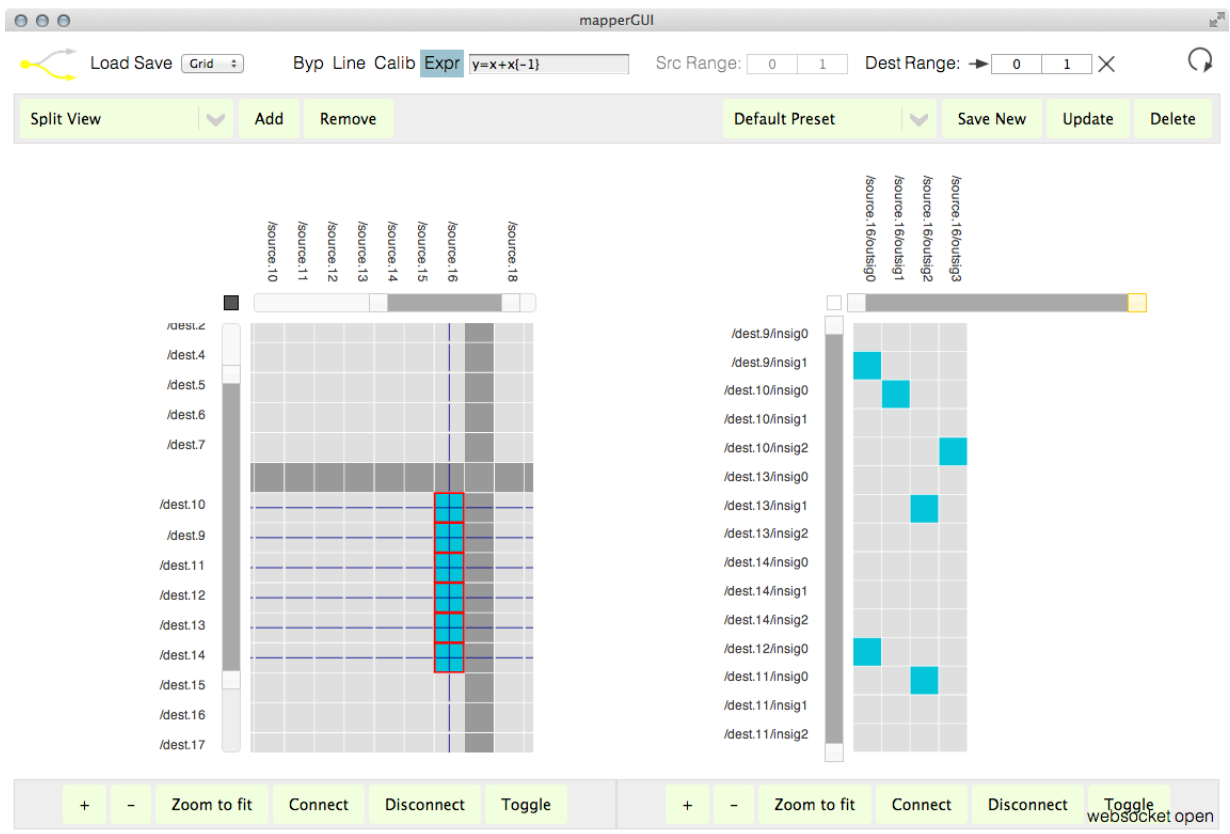 mapperGUI
Load Save Grid Byp Line Calib Expr y=x+x{-1} Src Range: 0 1 Dest Range: 0 1
Split View Add Remove Default Preset Save New Update Delete
/source.10
/source.11
/source.12
/source.13
/source.14
/source.15
/source.16
/source.18
/dest.2
/dest.4
/dest.5
/dest.6
/dest.7
/dest.10
/dest.9
/dest.11
/dest.12
/dest.13
/dest.14
/dest.15
/dest.16
/dest.17
/source.16/outsig0
/source.16/outsig1
/source.16/outsig2
/source.16/outsig3
/dest.9/insig0
/dest.9/insig1
/dest.10/insig0
/dest.10/insig1
/dest.10/insig2
/dest.13/insig0
/dest.13/insig1
/dest.13/insig2
/dest.14/insig0
/dest.14/insig1
/dest.14/insig2
/dest.12/insig0
/dest.11/insig0
/dest.11/insig1
/dest.11/insig2
+ - Zoom to fit Connect Disconnect Toggle + - Zoom to fit Connect Disconnect Toggle
websocket open